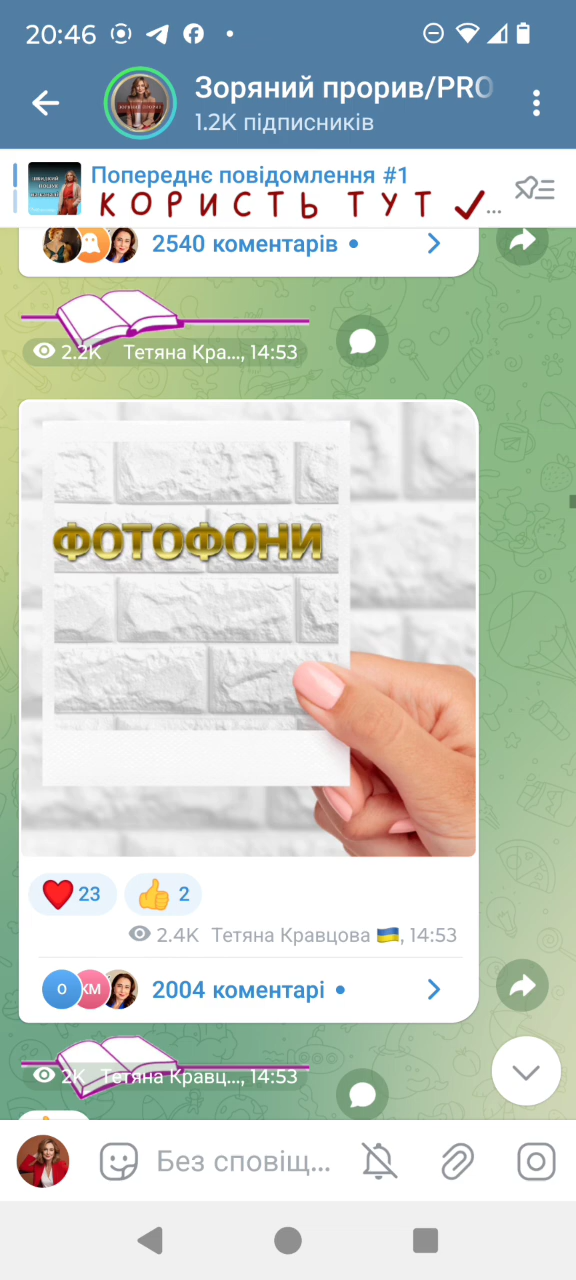 20:46
Зоряний прорив/PRO
1.2K підписників
Попереднє повідомлення #1
КОРИСТЬ ТУТ ✓...
2540 коментарів •
2.2K Тетяна Кра..., 14:53
ФОТОФОНИ
❤️ 23 👍 2
2.4K Тетяна Кравцова 🇺🇦, 14:53
О КМ 2004 коментарі •
2K Тетяна Кравц..., 14:53
Без сповіщ...